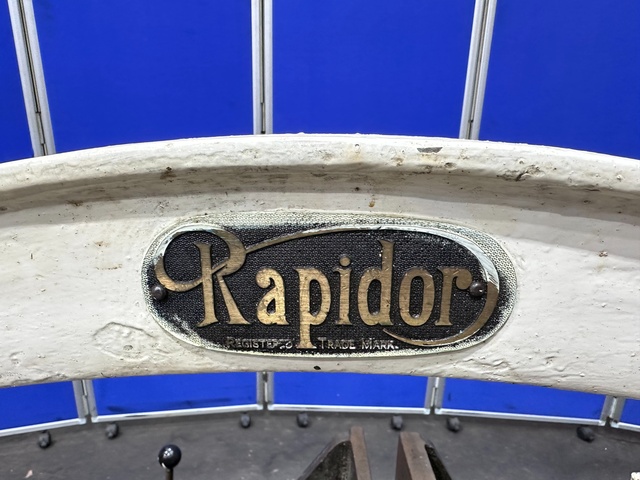 Rapidor
REGISTERED TRADE MARK.